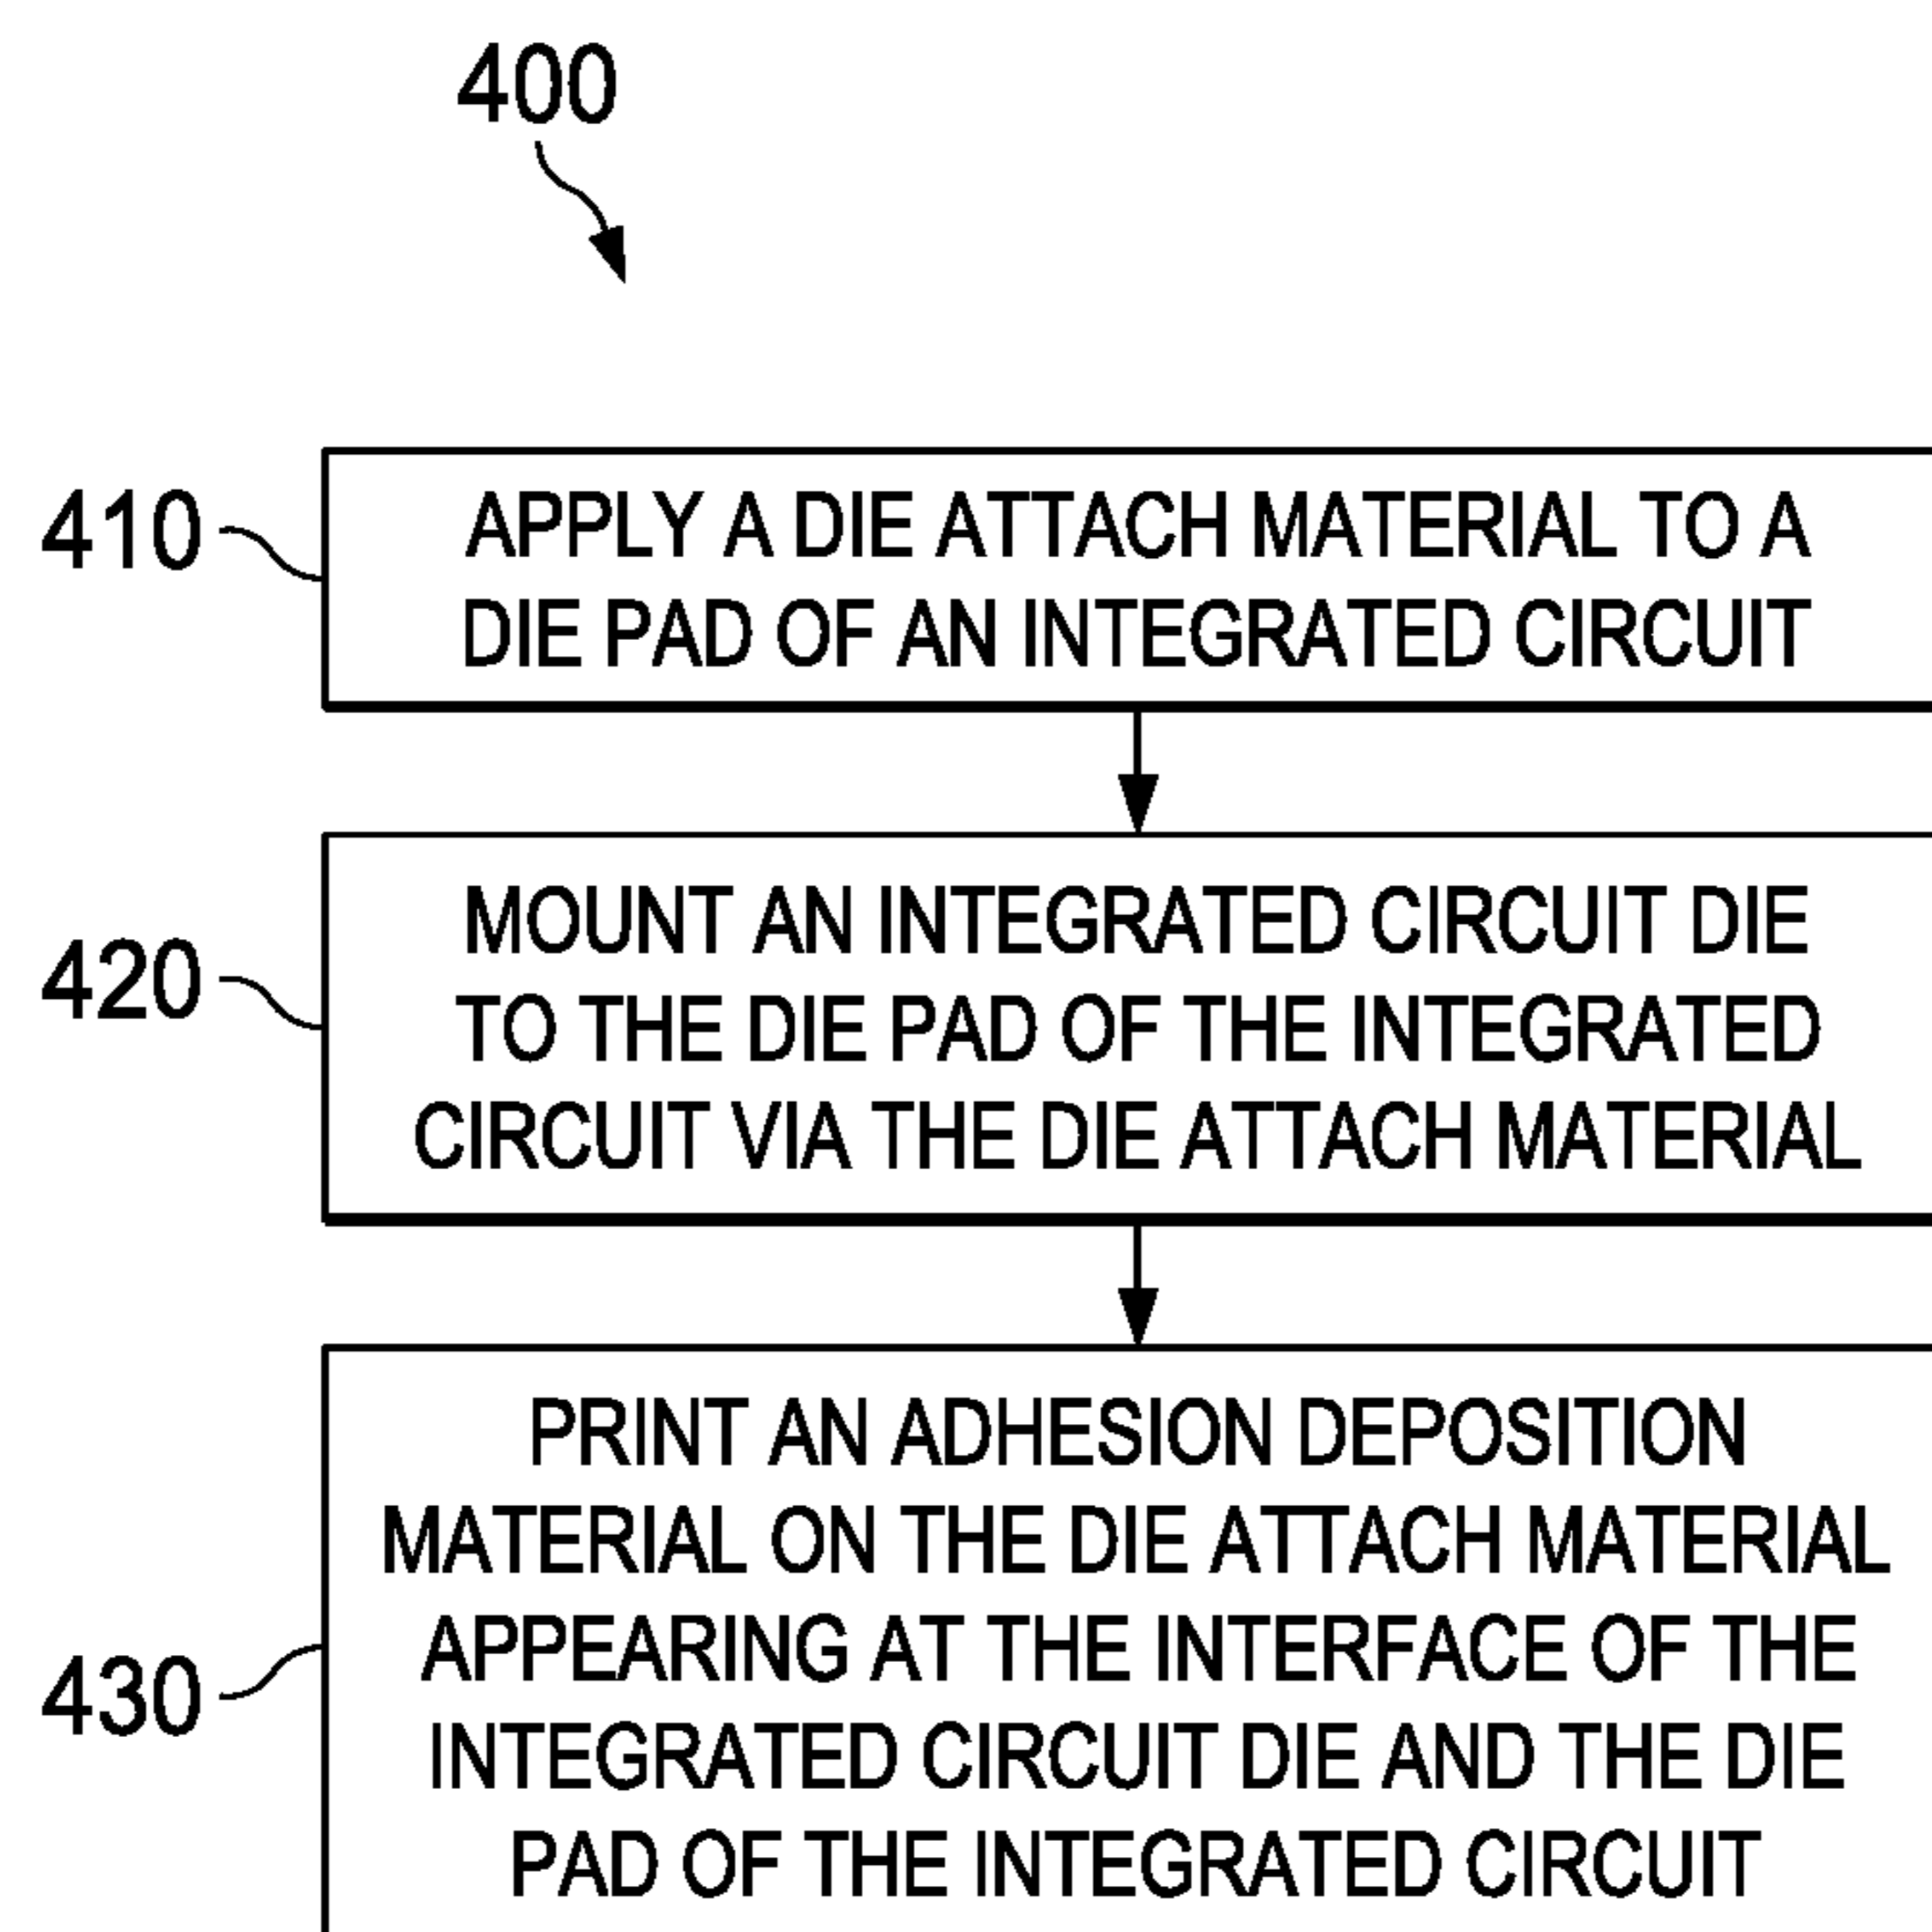 400
410
APPLY A DIE ATTACH MATERIAL TO A
DIE PAD OF AN INTEGRATED CIRCUIT
420
MOUNT AN INTEGRATED CIRCUIT DIE
TO THE DIE PAD OF THE INTEGRATED
CIRCUIT VIA THE DIE ATTACH MATERIAL
430
PRINT AN ADHESION DEPOSITION
MATERIAL ON THE DIE ATTACH MATERIAL
APPEARING AT THE INTERFACE OF THE
INTEGRATED CIRCUIT DIE AND THE DIE
PAD OF THE INTEGRATED CIRCUIT